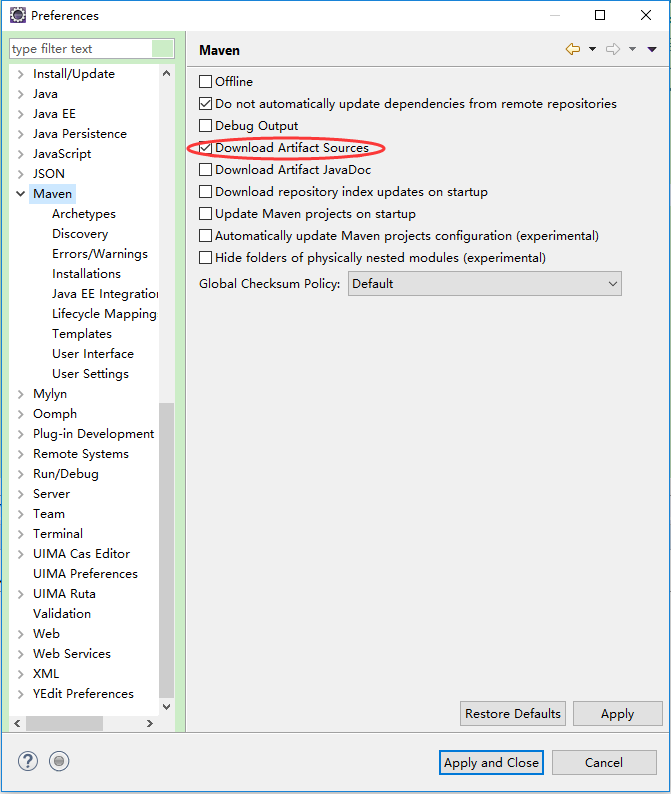 Preferences
type filter text
Install/Update
Java
Java EE
Java Persistence
JavaScript
JSON
Maven
Archetypes
Discovery
Errors/Warnings
Installations
Java EE Integration
Lifecycle Mapping
Templates
User Interface
User Settings
Mylyn
Oomph
Plug-in Development
Remote Systems
Run/Debug
Server
Team
Terminal
UIMA Cas Editor
UIMA Preferences
UIMA Ruta
Validation
Web
Web Services
XML
YEdit Preferences
Maven
Offline
Do not automatically update dependencies from remote repositories
Debug Output
Download Artifact Sources
Download Artifact JavaDoc
Download repository index updates on startup
Update Maven projects on startup
Automatically update Maven projects configuration (experimental)
Hide folders of physically nested modules (experimental)
Global Checksum Policy: Default
Restore Defaults Apply
? Apply and Close Cancel